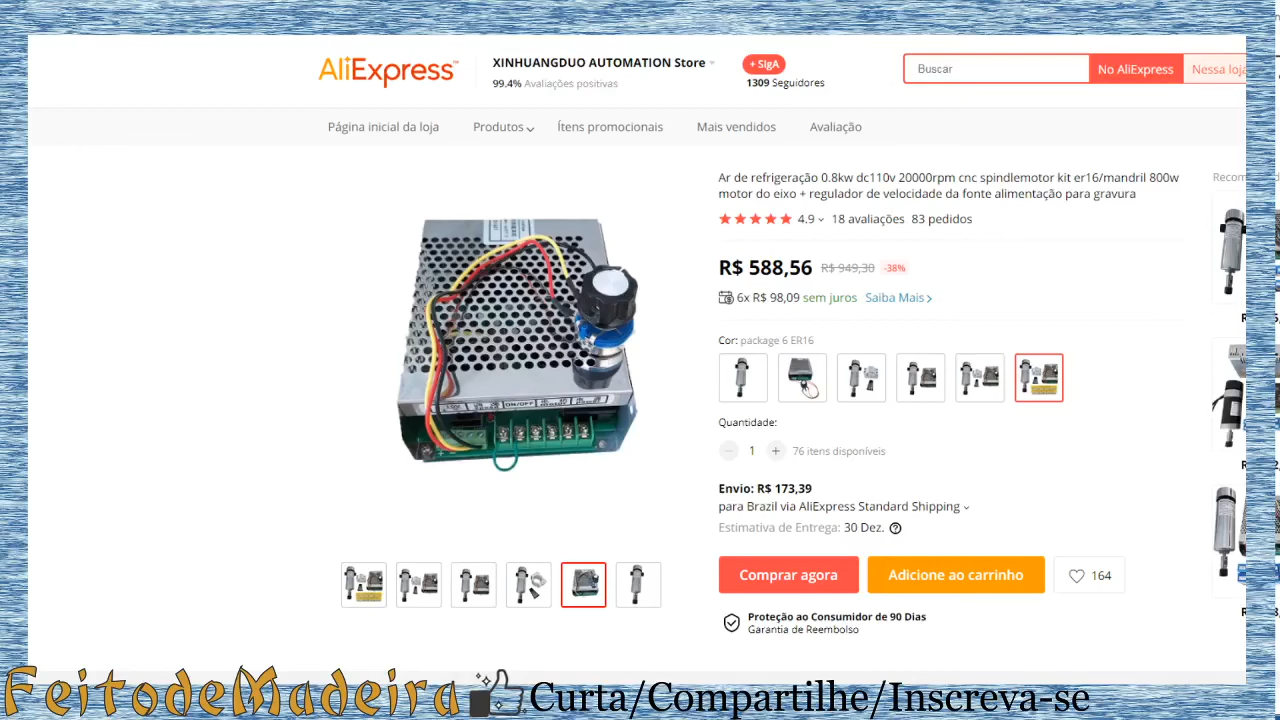 AliExpress™
XINHUANGDUO AUTOMATION Store
99.4% Avaliações positivas
+ SigA
1309 Seguidores
Buscar
No AliExpress
Nessa loja
Página inicial da loja
Produtos
Ítens promocionais
Mais vendidos
Avaliação
Ar de refrigeração 0.8kw dc110v 20000rpm cnc spindlemotor kit er16/mandril 800w
motor do eixo + regulador de velocidade da fonte alimentação para gravura
4.9
18 avaliações
83 pedidos
R$ 588,56 R$ 949,30 -38%
6x R$ 98,09 sem juros Saiba Mais
Cor: package 6 ER16
Quantidade:
1
76 itens disponíveis
Envio: R$ 173,39
para Brazil via AliExpress Standard Shipping
Estimativa de Entrega: 30 Dez.
Comprar agora
Adicione ao carrinho
164
Proteção ao Consumidor de 90 Dias
Garantia de Reembolso
Recom
ON/OFF
FeitodeMadeira
Curta/Compartilhe/Inscreva-se